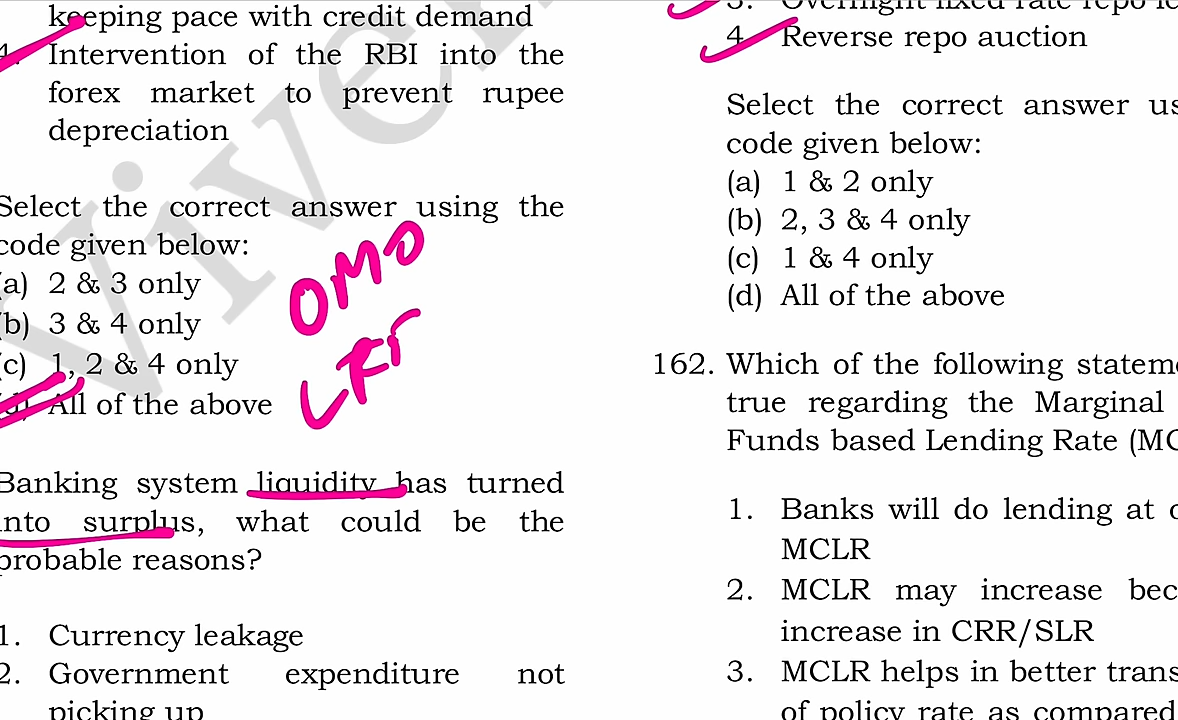 keeping pace with credit demand
4. Intervention of the RBI into the
forex market to prevent rupee
depreciation
Select the correct answer using the
code given below:
(a) 2 & 3 only
(b) 3 & 4 only
(c) 1, 2 & 4 only
(d) All of the above
OMO
Banking system liquidity has turned
into surplus, what could be the
probable reasons?
1. Currency leakage
2. Government expenditure not
picking up
3. Overnight fixed rate repo
4. Reverse repo auction
Select the correct answer
code given below:
(a) 1 & 2 only
(b) 2, 3 & 4 only
(c) 1 & 4 only
(d) All of the above
162. Which of the following
true regarding the Marginal
Funds based Lending Rate
1. Banks will do lending at
MCLR
2. MCLR may increase
increase in CRR/SLR
3. MCLR helps in better
of policy rate as compared